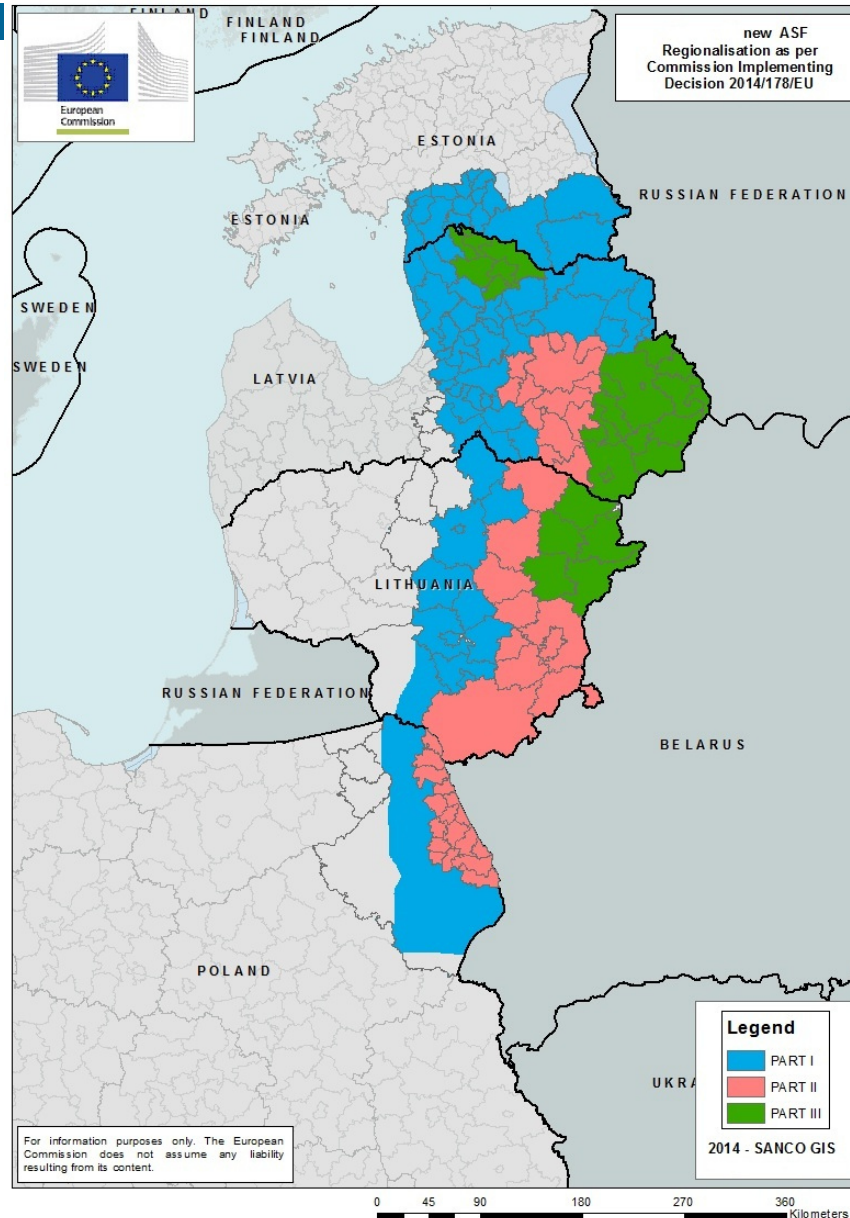 FINLAND
FINLAND
FINLAND
European
Commission
new ASF
Regionalisation as per
Commission Implementing
Decision 2014/178/EU
ESTONIA
RUSSIAN FEDERATION
ESTONIA
SWEDEN
SWEDEN
LATVIA
LITHUANIA
RUSSIAN FEDERATION
BELARUS
POLAND
Legend
PART I
PART II
PART III
UKRA
2014 - SANCO GIS
For information purposes only. The European
Commission does not assume any liability
resulting from its content.
0 45 90 180 270 360
Kilometers